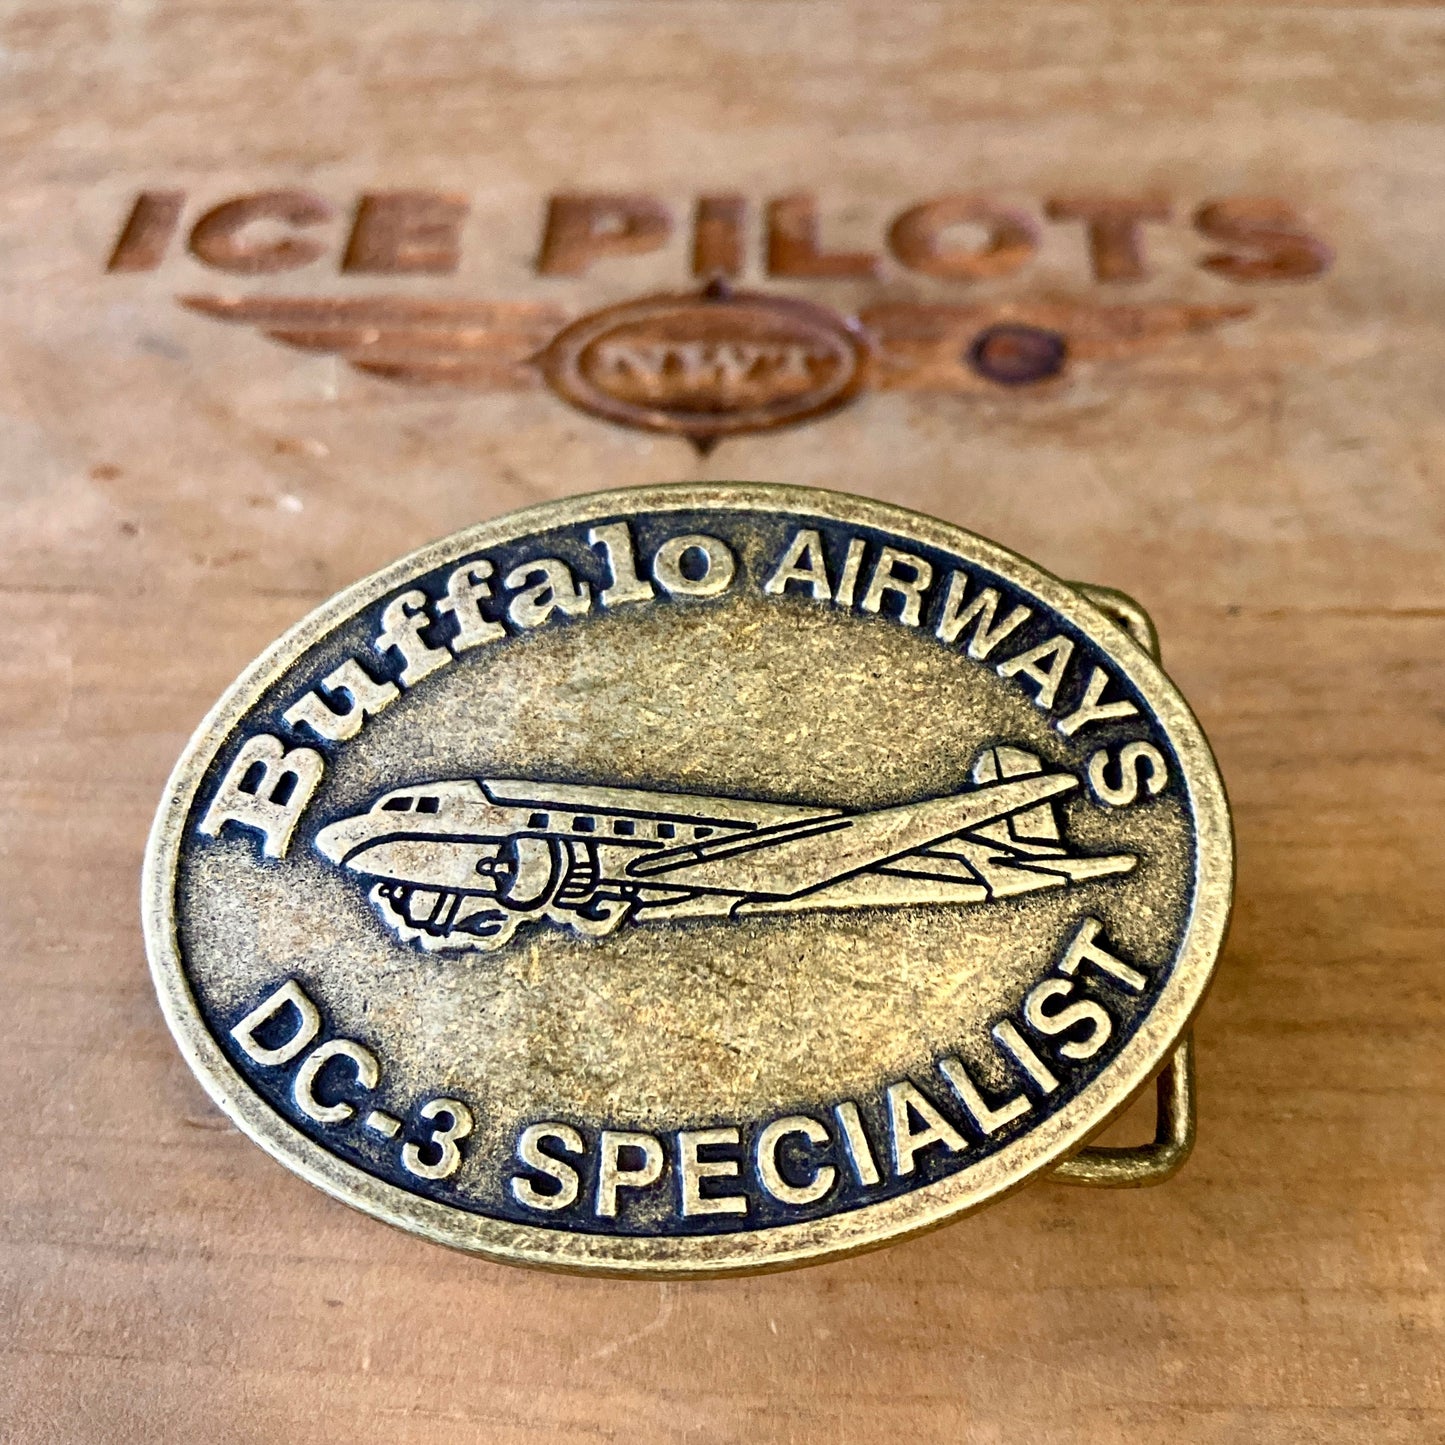 ICE PILOTS
NWT
Buffalo AIRWAYS
DC-3 SPECIALIST